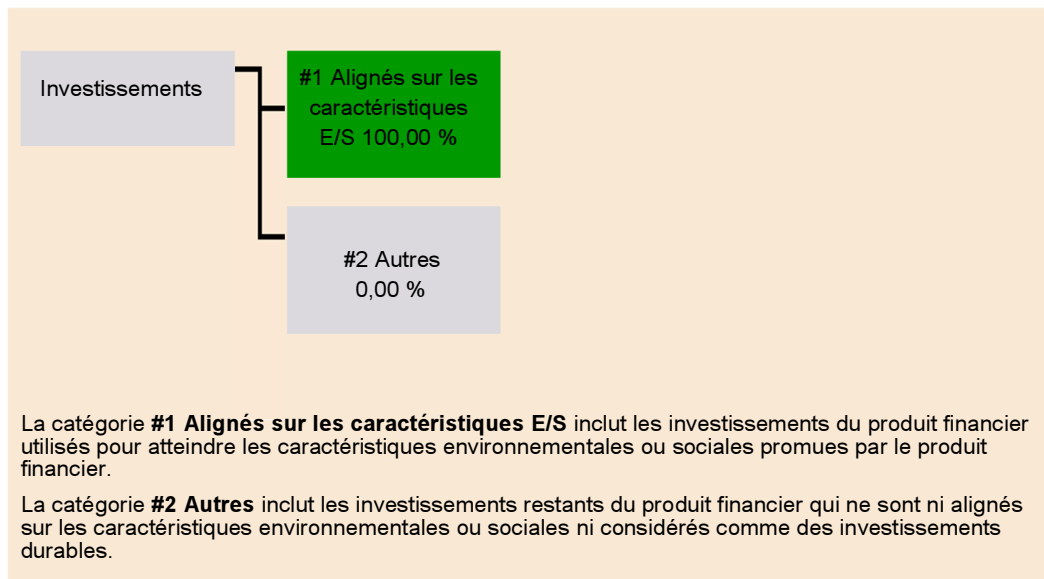 Investissements
#1 Alignés sur les
caractéristiques
E/S 100,00 %
#2 Autres
0,00 %
La catégorie #1 Alignés sur les caractéristiques E/S inclut les investissements du produit financier
utilisés pour atteindre les caractéristiques environnementales ou sociales promues par le produit
financier.
La catégorie #2 Autres inclut les investissements restants du produit financier qui ne sont ni alignés
sur les caractéristiques environnementales ou sociales ni considérés comme des investissements
durables.